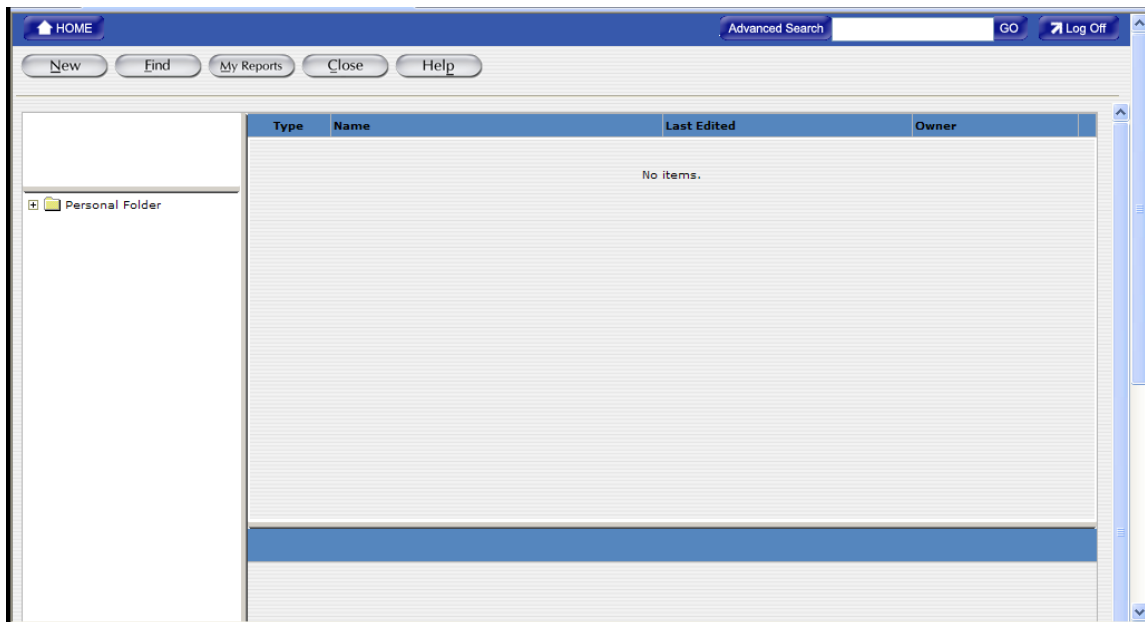 HOME Advanced Search GO Log Off
New Find My Reports Close Help
Type Name Last Edited Owner
No items.
Personal Folder